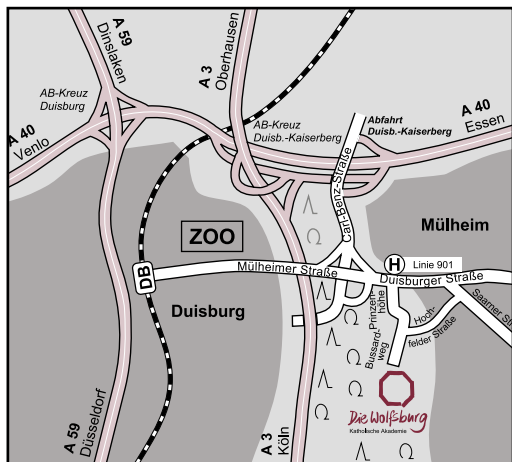 A 59
Dinslaken
A 3
Oberhausen
AB-Kreuz
Duisburg
AB-Kreuz
Duisb.-Kaiserberg
Abfahrt
Duisb.-Kaiserberg
A 40
Essen
A 40
Venlo
Carl-Benz-Straße
ZOO
Mülheim
H
Linie 901
DB
Mülheimer Straße
Duisburger Straße
Duisburg
Prinzen-
höhe
Bussard-
weg
Hoch-
felder Straße
Saarner Str
Die Wolfsburg
Katholische Akademie
A 59
Düsseldorf
A 3
Köln